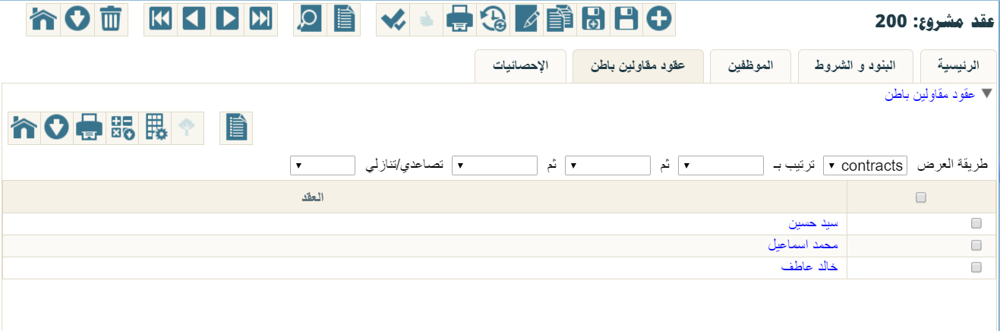 عقد مشروع: 200
الرئيسية البنود و الشروط الموظفين عقود مقاولين باطن الإحصائيات
عقود مقاولين باطن
طريقة العرض contracts ترتيب بـ ثم ثم تصاعدي/تنازلي
العقد
سيد حسين
محمد اسماعيل
خالد عاطف